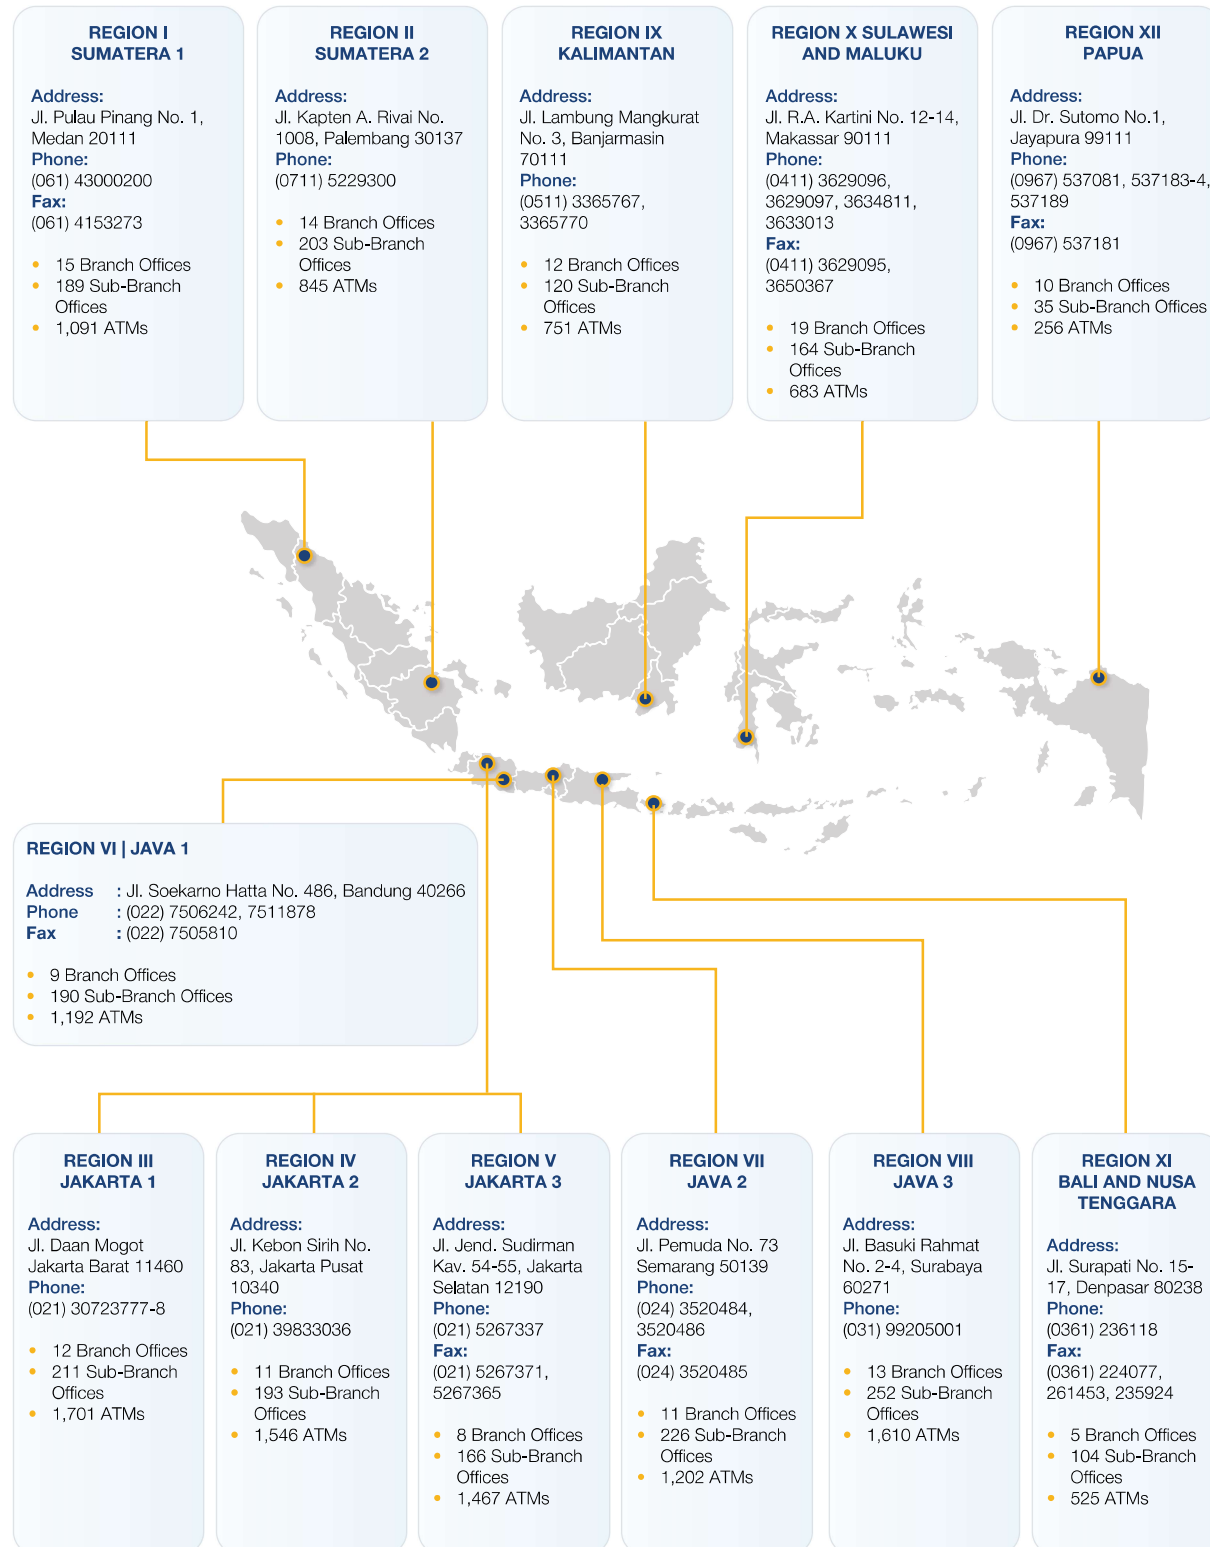 REGION I
SUMATERA 1
Address:
Jl. Pulau Pinang No. 1,
Medan 20111
Phone:
(061) 43000200
Fax:
(061) 4153273
• 15 Branch Offices
• 189 Sub-Branch
Offices
• 1,091 ATMs
REGION II
SUMATERA 2
Address:
Jl. Kapten A. Rivai No.
1008, Palembang 30137
Phone:
(0711) 5229300
• 14 Branch Offices
• 203 Sub-Branch
Offices
• 845 ATMs
REGION IX
KALIMANTAN
Address:
Jl. Lambung Mangkurat
No. 3, Banjarmasin
70111
Phone:
(0511) 3365767,
3365770
• 12 Branch Offices
• 120 Sub-Branch
Offices
• 751 ATMs
REGION X SULAWESI
AND MALUKU
Address:
Jl. R.A. Kartini No. 12-14,
Makassar 90111
Phone:
(0411) 3629096,
3629097, 3634811,
3633013
Fax:
(0411) 3629095,
3650367
• 19 Branch Offices
• 164 Sub-Branch
Offices
• 683 ATMs
REGION XII
PAPUA
Address:
Jl. Dr. Sutomo No.1,
Jayapura 99111
Phone:
(0967) 537081, 537183-4,
537189
Fax:
(0967) 537181
• 10 Branch Offices
• 35 Sub-Branch Offices
• 256 ATMs
REGION VI | JAVA 1
Address : Jl. Soekarno Hatta No. 486, Bandung 40266
Phone : (022) 7506242, 7511878
Fax : (022) 7505810
• 9 Branch Offices
• 190 Sub-Branch Offices
• 1,192 ATMs
REGION III
JAKARTA 1
Address:
Jl. Daan Mogot
Jakarta Barat 11460
Phone:
(021) 30723777-8
• 12 Branch Offices
• 211 Sub-Branch
Offices
• 1,701 ATMs
REGION IV
JAKARTA 2
Address:
Jl. Kebon Sirih No.
83, Jakarta Pusat
10340
Phone:
(021) 39833036
• 11 Branch Offices
• 193 Sub-Branch
Offices
• 1,546 ATMs
REGION V
JAKARTA 3
Address:
Jl. Jend. Sudirman
Kav. 54-55, Jakarta
Selatan 12190
Phone:
(021) 5267337
Fax:
(021) 5267371,
5267365
• 8 Branch Offices
• 166 Sub-Branch
Offices
• 1,467 ATMs
REGION VII
JAVA 2
Address:
Jl. Pemuda No. 73
Semarang 50139
Phone:
(024) 3520484,
3520486
Fax:
(024) 3520485
• 11 Branch Offices
• 226 Sub-Branch
Offices
• 1,202 ATMs
REGION VIII
JAVA 3
Address:
Jl. Basuki Rahmat
No. 2-4, Surabaya
60271
Phone:
(031) 99205001
• 13 Branch Offices
• 252 Sub-Branch
Offices
• 1,610 ATMs
REGION XI
BALI AND NUSA
TENGGARA
Address:
Jl. Surapati No. 15-
17, Denpasar 80238
Phone:
(0361) 236118
Fax:
(0361) 224077,
261453, 235924
• 5 Branch Offices
• 104 Sub-Branch
Offices
• 525 ATMs